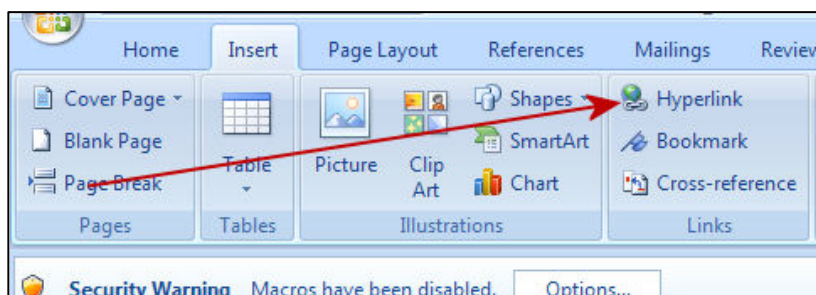 Home Insert Page Layout References Mailings Review
Cover Page Shapes Hyperlink
Blank Page SmartArt Bookmark
Page Break Table Picture Clip Art Chart Cross-reference
Pages Tables Illustrations Links
Security Warning Macros have been disabled. Options...